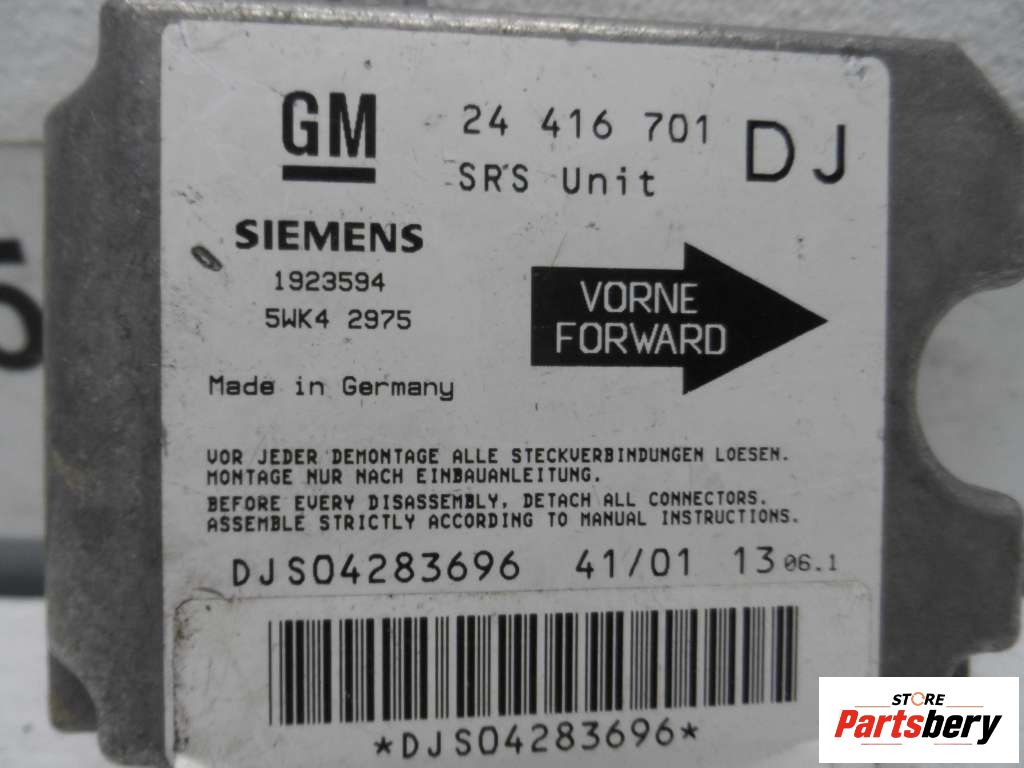 GM
24 416 701 DJ
SRS Unit
SIEMENS
1923594
5WK4 2975
VORNE
FORWARD
Made in Germany
VOR JEDER DEMONTAGE ALLE STECKVERBINDUNGEN LOESEN.
MONTAGE NUR NACH EINBAUANLEITUNG.
BEFORE EVERY DISASSEMBLY, DETACH ALL CONNECTORS.
ASSEMBLE STRICTLY ACCORDING TO MANUAL INSTRUCTIONS.
DJS04283696 41/01 13 06.1
*DJS04283696*
STORE
Partsbery